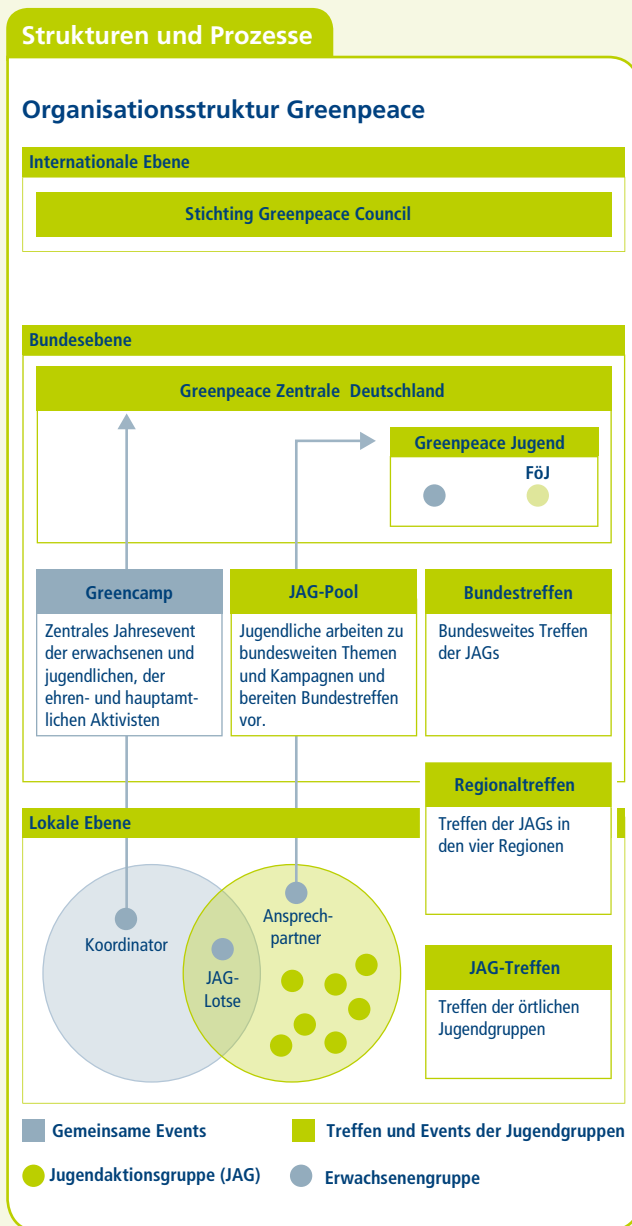 Strukturen und Prozesse
Organisationsstruktur Greenpeace
Internationale Ebene
Stichting Greenpeace Council
Bundesebene
Greenpeace Zentrale Deutschland
Greenpeace Jugend
FöJ
Greencamp
Zentrales Jahresevent
der erwachsenen und
jugendlichen, der
ehren- und hauptamt-
lichen Aktivisten
JAG-Pool
Jugendliche arbeiten zu
bundesweiten Themen
und Kampagnen und
bereiten Bundestreffen
vor.
Bundestreffen
Bundesweites Treffen
der JAGs
Regionaltreffen
Treffen der JAGs in
den vier Regionen
Lokale Ebene
Koordinator
JAG-
Lotse
Ansprech-
partner
JAG-Treffen
Treffen der örtlichen
Jugendgruppen
Gemeinsame Events
Treffen und Events der Jugendgruppen
Jugendaktionsgruppe (JAG)
Erwachsenengruppe